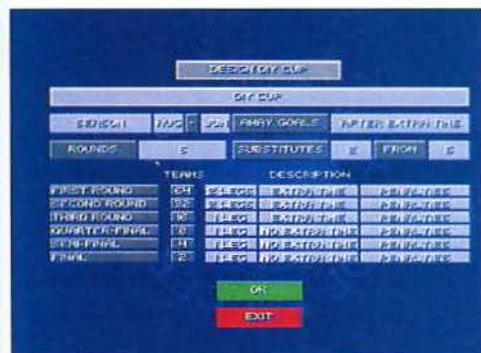 DESIGN DIY CUP
DIY CUP
SEASON AUG - JUN AWAY GOALS AFTER EXTRA TIME
ROUNDS 6 SUBSTITUTES 2 FROM 5
TEAMS DESCRIPTION
FIRST ROUND 64 2 LEGS EXTRA TIME PENALTIES
SECOND ROUND 32 1 LEG EXTRA TIME PENALTIES
THIRD ROUND 16 1 LEG EXTRA TIME PENALTIES
QUARTER-FINAL 8 1 LEG NO EXTRA TIME PENALTIES
SEMI-FINAL 4 1 LEG NO EXTRA TIME PENALTIES
FINAL 2 1 LEG NO EXTRA TIME PENALTIES
OK
EXIT